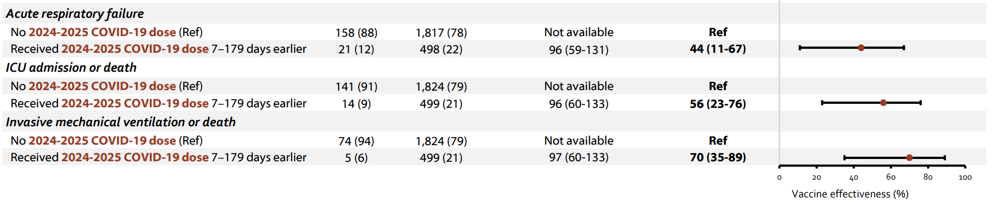 Acute respiratory failure
No 2024-2025 COVID-19 dose (Ref) 158 (88) 1,817 (78) Not available Ref
Received 2024-2025 COVID-19 dose 7–179 days earlier 21 (12) 498 (22) 96 (59-131) 44 (11-67)
ICU admission or death
No 2024-2025 COVID-19 dose (Ref) 141 (91) 1,824 (79) Not available Ref
Received 2024-2025 COVID-19 dose 7–179 days earlier 14 (9) 499 (21) 96 (60-133) 56 (23-76)
Invasive mechanical ventilation or death
No 2024-2025 COVID-19 dose (Ref) 74 (94) 1,824 (79) Not available Ref
Received 2024-2025 COVID-19 dose 7–179 days earlier 5 (6) 499 (21) 97 (60-133) 70 (35-89)
0 20 40 60 80 100
Vaccine effectiveness (%)